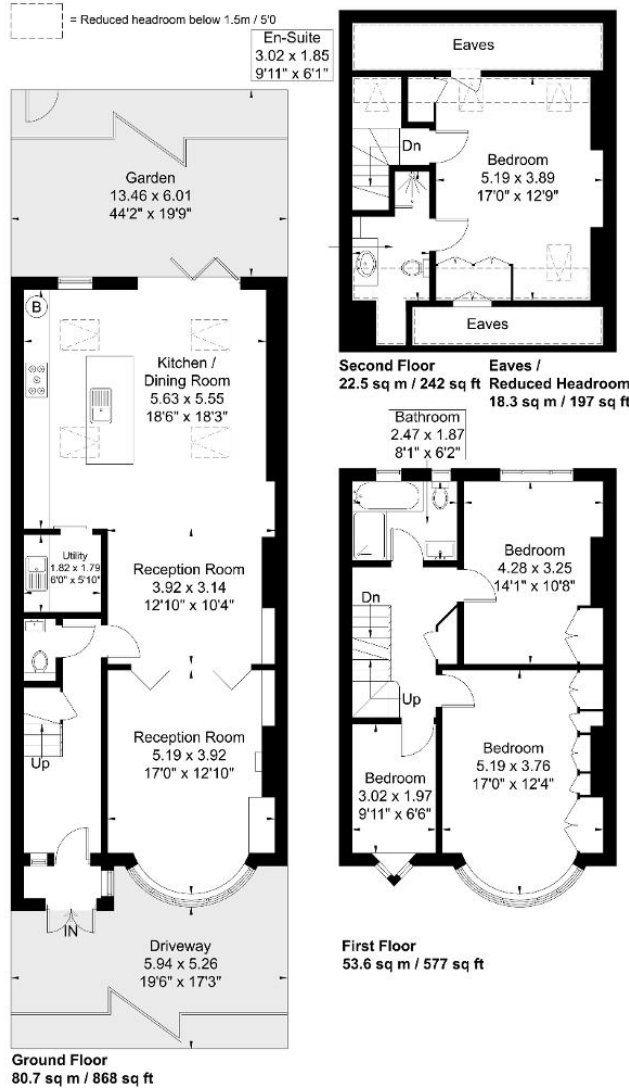 = Reduced headroom below 1.5m / 5'0
En-Suite
3.02 x 1.85
9'11" x 6'1"
Eaves
Dn
Bedroom
5.19 x 3.89
17'0" x 12'9"
Eaves
Second Floor
22.5 sq m / 242 sq ft
Eaves /
Reduced Headroom
18.3 sq m / 197 sq ft
Garden
13.46 x 6.01
44'2" x 19'9"
B
Kitchen /
Dining Room
5.63 x 5.55
18'6" x 18'3"
Utility
1.82 x 1.79
6'0" x 5'10"
Reception Room
3.92 x 3.14
12'10" x 10'4"
Up
Reception Room
5.19 x 3.92
17'0" x 12'10"
IN
Driveway
5.94 x 5.26
19'6" x 17'3"
Ground Floor
80.7 sq m / 868 sq ft
Bathroom
2.47 x 1.87
8'1" x 6'2"
Bedroom
4.28 x 3.25
14'1" x 10'8"
Dn
Up
Bedroom
5.19 x 3.76
17'0" x 12'4"
Bedroom
3.02 x 1.97
9'11" x 6'6"
First Floor
53.6 sq m / 577 sq ft